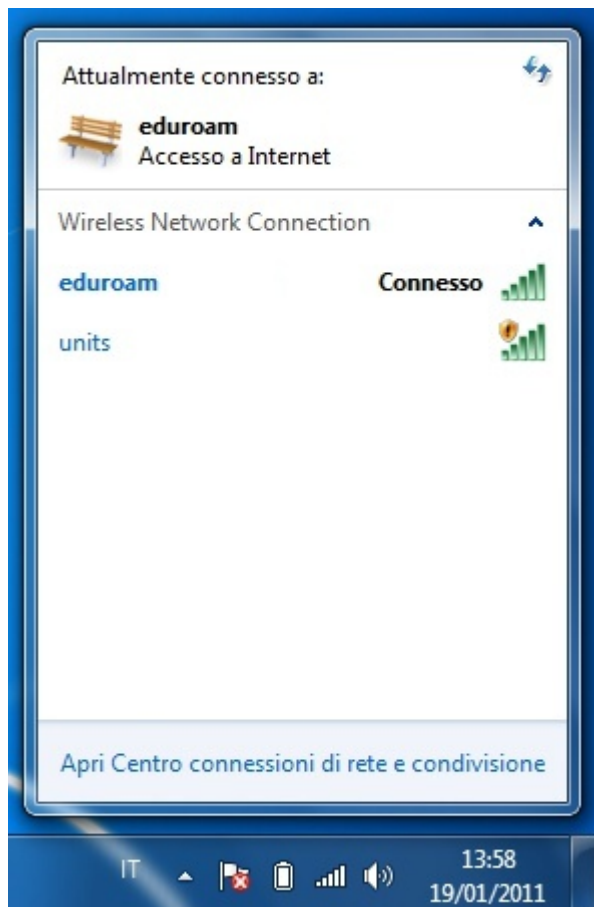 Attualmente connesso a:
eduroam
Accesso a Internet
Wireless Network Connection
eduroam Connesso
units
Apri Centro connessioni di rete e condivisione
IT 13:58
19/01/2011